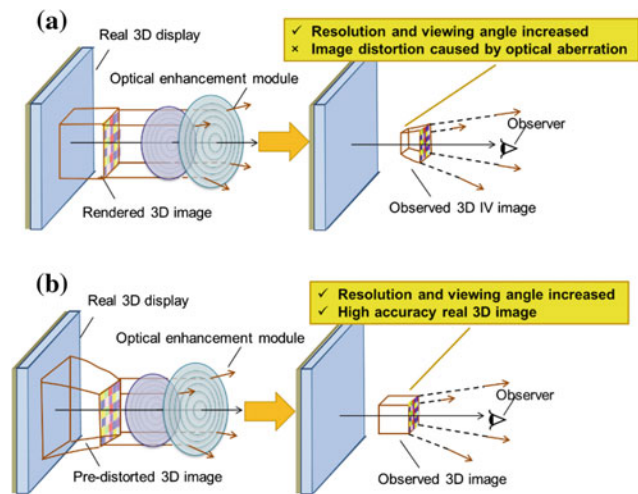 (a)
Real 3D display
Optical enhancement module
Rendered 3D image
✓ Resolution and viewing angle increased
× Image distortion caused by optical aberration
Observer
Observed 3D IV image
(b)
Real 3D display
Optical enhancement module
Pre-distorted 3D image
✓ Resolution and viewing angle increased
✓ High accuracy real 3D image
Observer
Observed 3D image